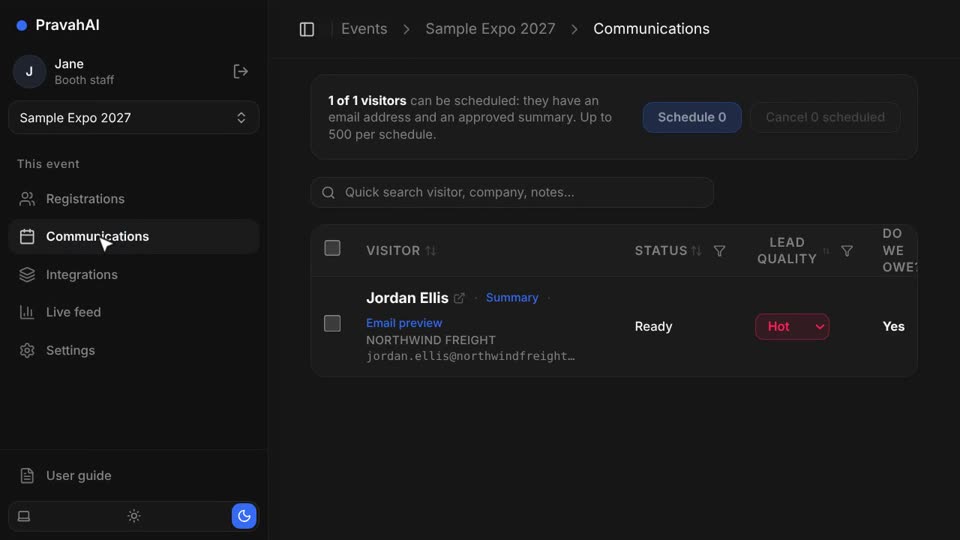 PravahAI
J
Jane
Booth staff
Sample Expo 2027
This event
Registrations
Communications
Integrations
Live feed
Settings
User guide
Events > Sample Expo 2027 > Communications
1 of 1 visitors can be scheduled: they have an
email address and an approved summary. Up to
500 per schedule.
Schedule 0
Cancel 0 scheduled
Quick search visitor, company, notes...
VISITOR
STATUS
LEAD
QUALITY
DO
WE
OWE?
Jordan Ellis · Summary ·
Email preview
NORTHWIND FREIGHT
jordan.ellis@northwindfreight…
Ready
Hot
Yes